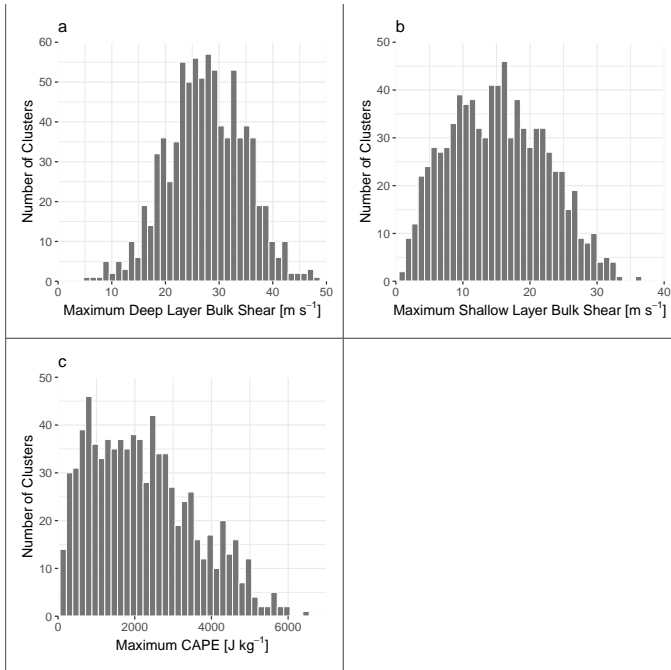 a
60
50
40
30
20
10
0
Number of Clusters
0 10 20 30 40 50
Maximum Deep Layer Bulk Shear [m s⁻¹]
b
50
40
30
20
10
0
Number of Clusters
0 10 20 30 40
Maximum Shallow Layer Bulk Shear [m s⁻¹]
c
50
40
30
20
10
0
Number of Clusters
0 2000 4000 6000
Maximum CAPE [J kg⁻¹]